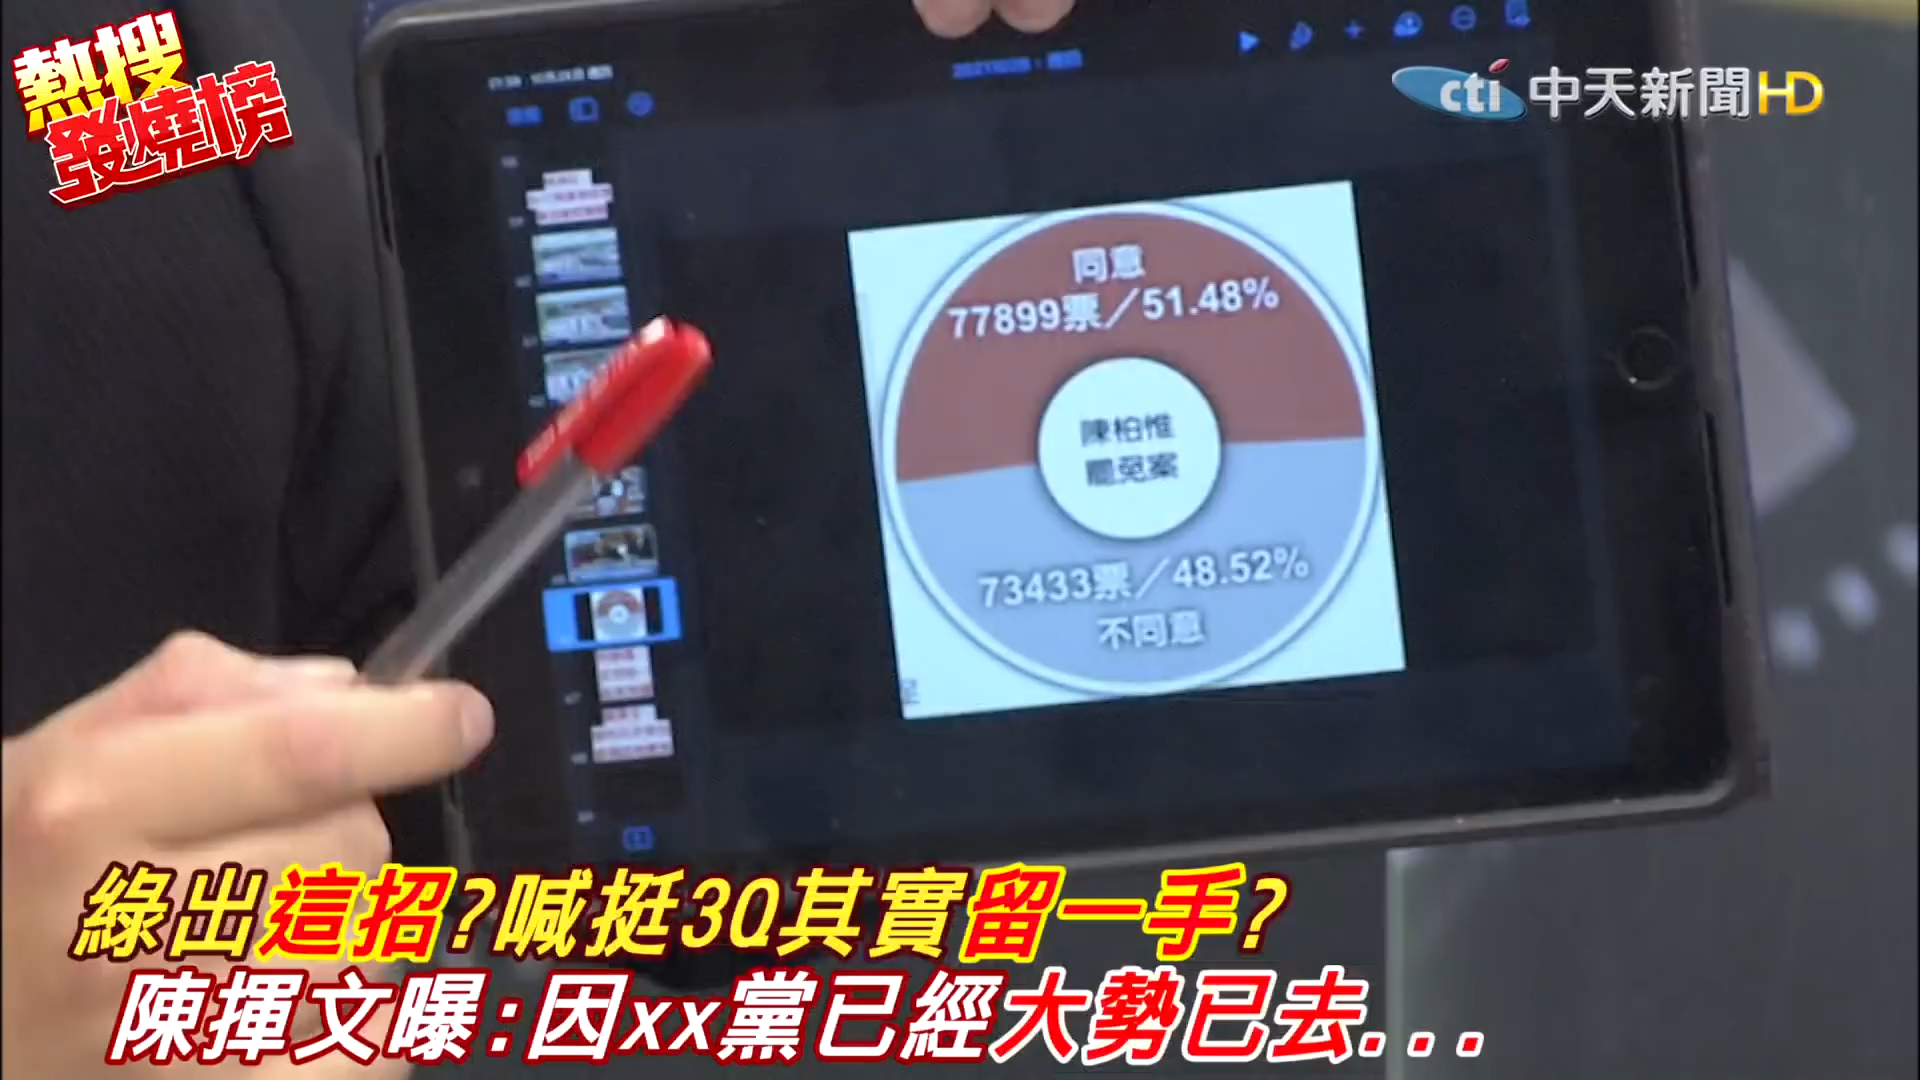 熱搜
發燒榜
cti 中天新聞HD
同意
77899票／51.48%
陳柏惟
罷免案
73433票／48.52%
不同意
綠出這招?喊挺3Q其實留一手?
陳揮文曝:因xx黨已經大勢已去...